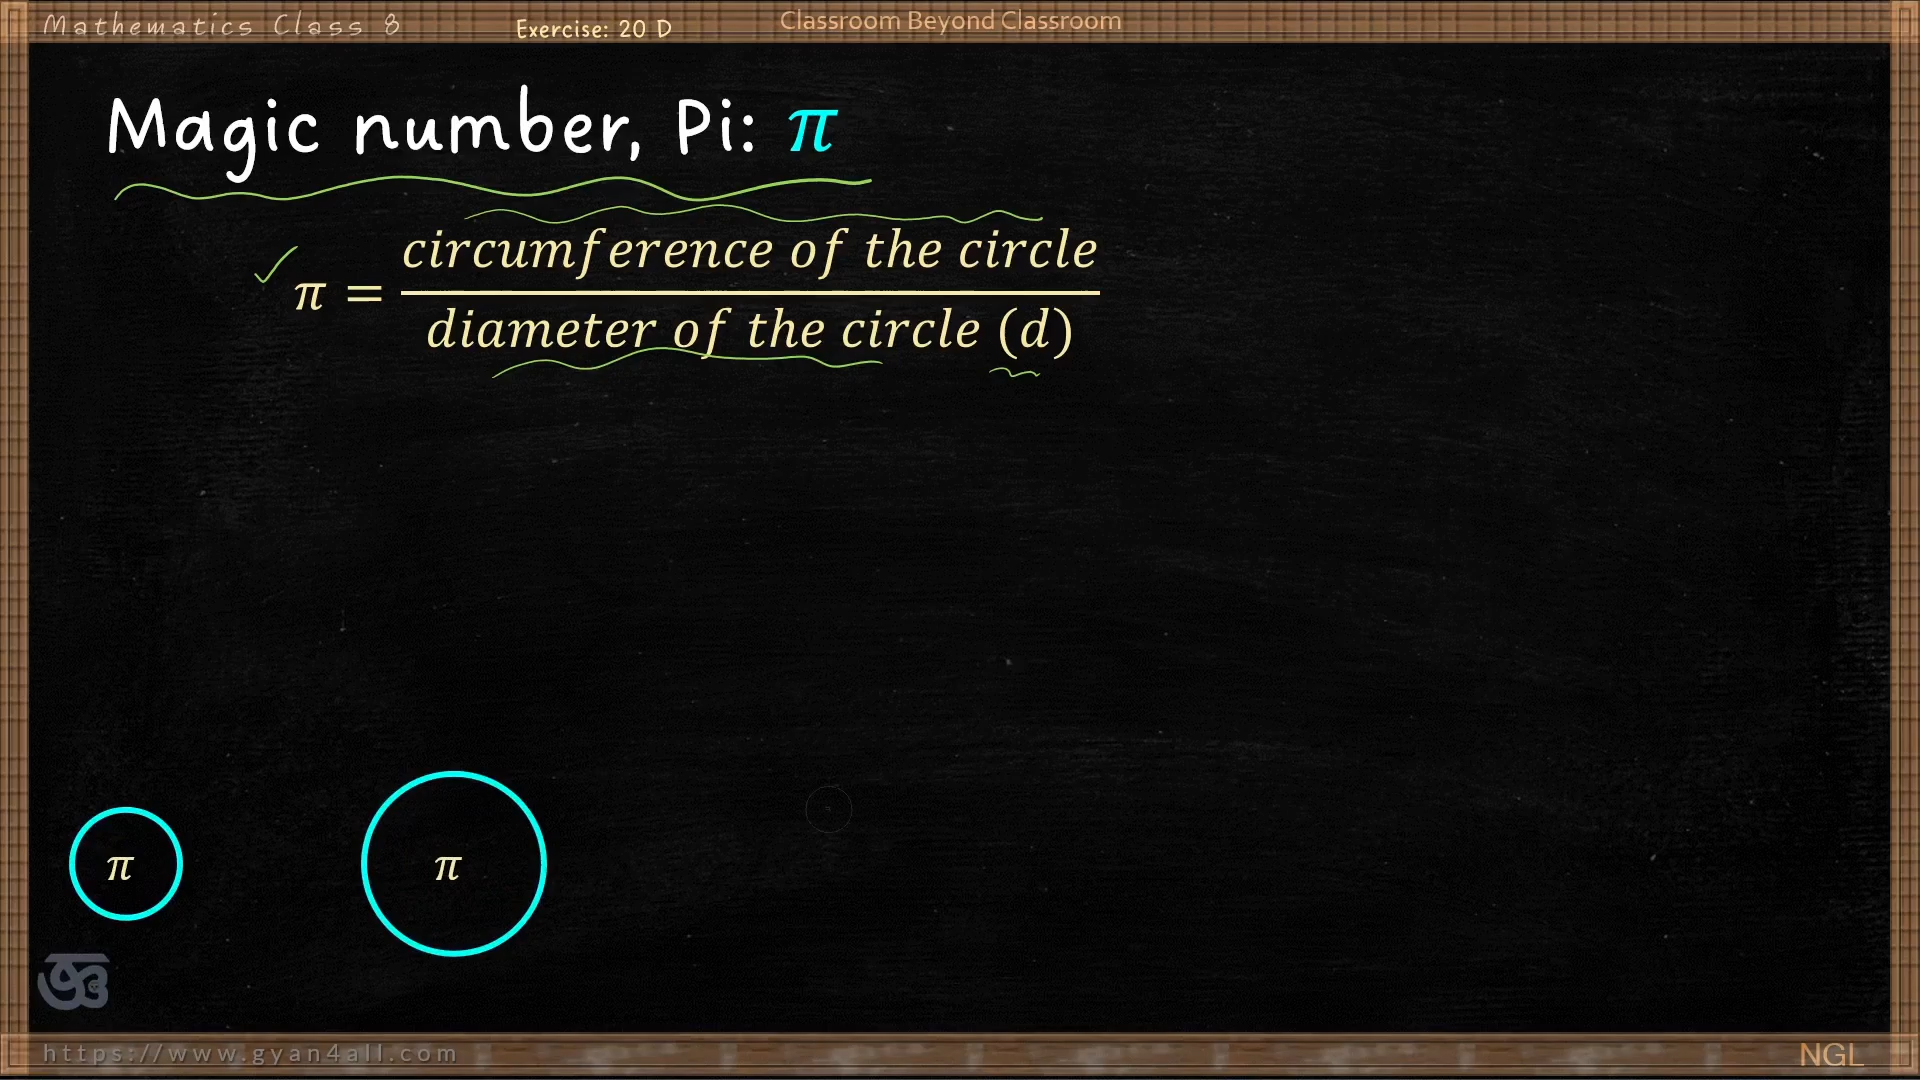 Mathematics Class 8
Exercise: 20 D
Classroom Beyond Classroom
Magic number, Pi: π
π = circumference of the circle
diameter of the circle (d)
π
π
https://www.gyan4all.com
NGL